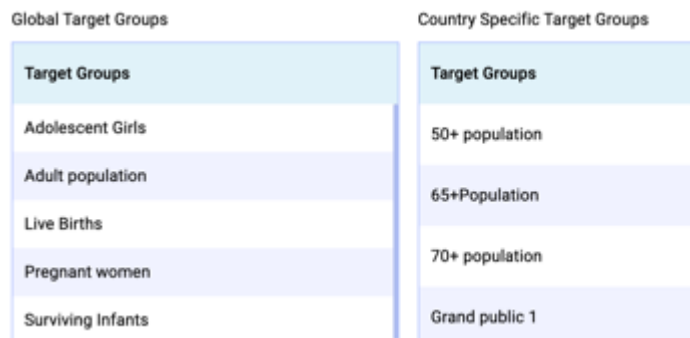 Global Target Groups
Target Groups
Adolescent Girls
Adult population
Live Births
Pregnant women
Surviving Infants
Country Specific Target Groups
Target Groups
50+ population
65+Population
70+ population
Grand public 1